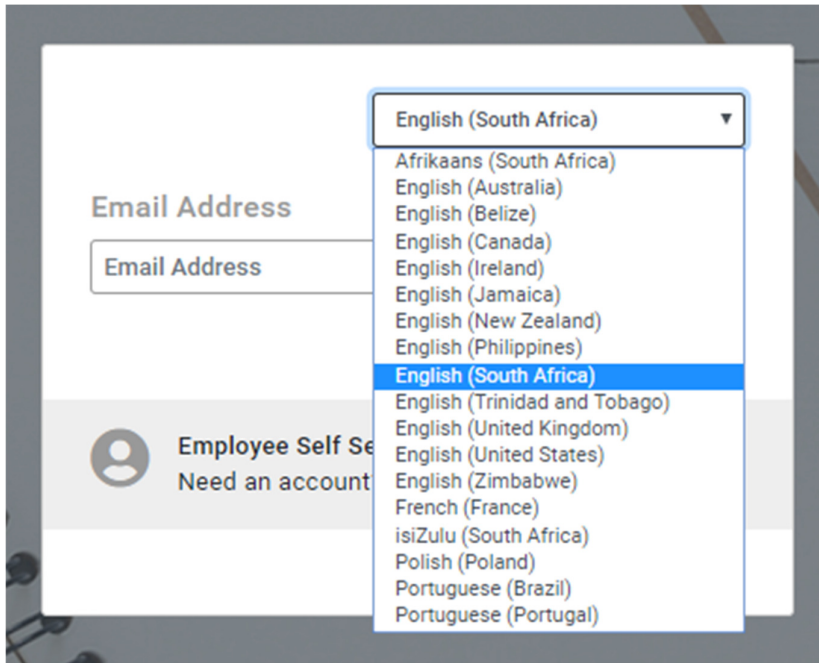 English (South Africa)
Afrikaans (South Africa)
English (Australia)
English (Belize)
English (Canada)
English (Ireland)
English (Jamaica)
English (New Zealand)
English (Philippines)
English (South Africa)
English (Trinidad and Tobago)
English (United Kingdom)
English (United States)
English (Zimbabwe)
French (France)
isiZulu (South Africa)
Polish (Poland)
Portuguese (Brazil)
Portuguese (Portugal)
Email Address
Email Address
Employee Self Se
Need an account